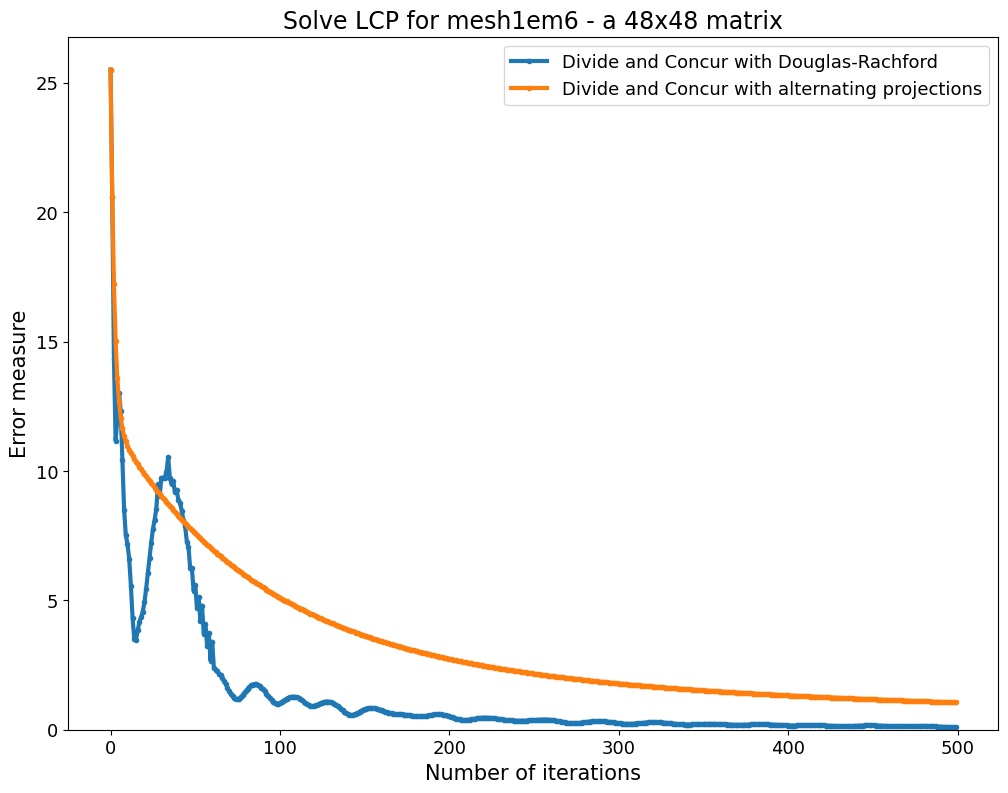 Solve LCP for mesh1em6 - a 48x48 matrix
Divide and Concur with Douglas-Rachford
Divide and Concur with alternating projections
Error measure
25
20
15
10
5
0
0 100 200 300 400 500
Number of iterations